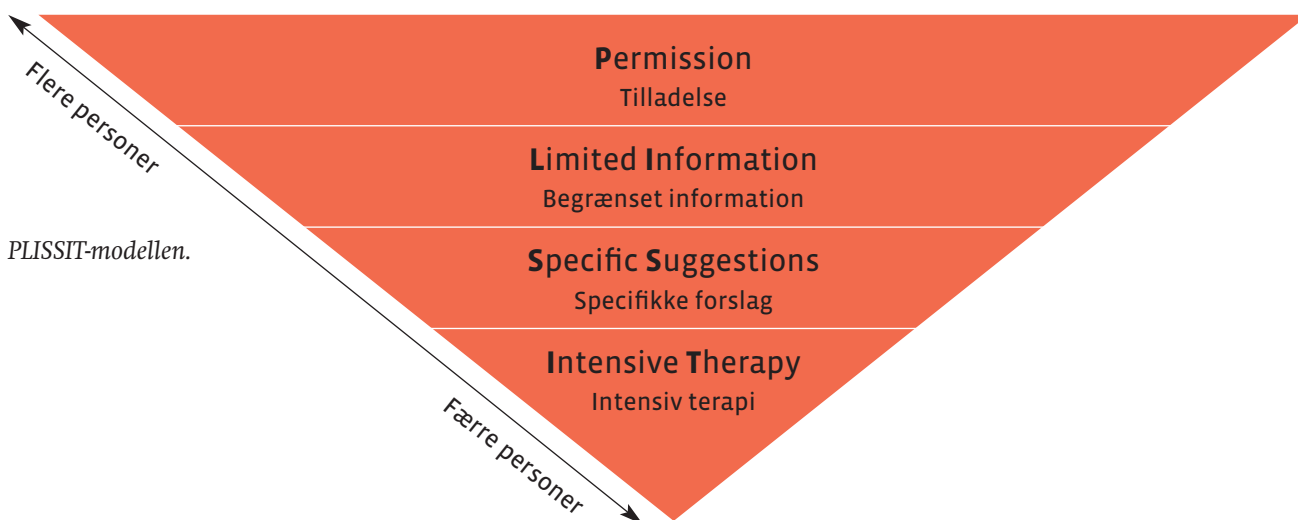 Permission
Tilladelse
Flere personer
Limited Information
Begrænset information
PLISSIT-modellen.
Specific Suggestions
Specifikke forslag
Intensive Therapy
Intensiv terapi
Færre personer